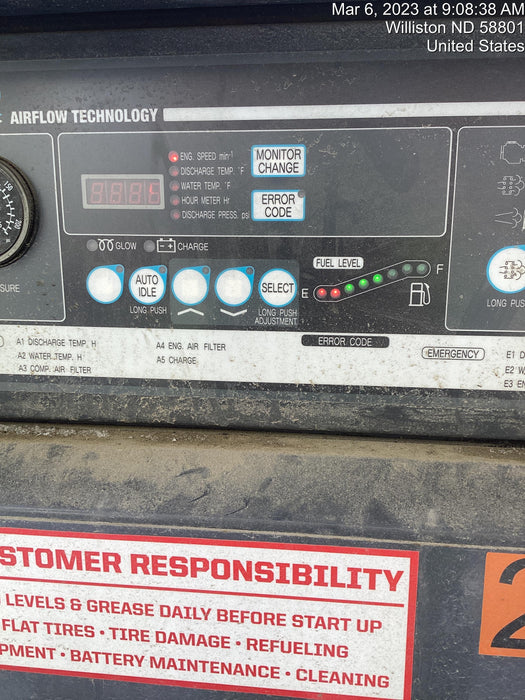 Mar 6, 2023 at 9:08:38 AM
Williston ND 58801
United States
AIRFLOW TECHNOLOGY
ENG. SPEED min-1
DISCHARGE TEMP. °F
WATER TEMP. °F
HOUR METER Hr
DISCHARGE PRESS. psi
MONITOR
CHANGE
ERROR
CODE
GLOW
CHARGE
AUTO
IDLE
LONG PUSH
SELECT
LONG PUSH
ADJUSTMENT
FUEL LEVEL
E
F
SURE
LONG PUS
ERROR CODE
A1 DISCHARGE TEMP. H
A2 WATER TEMP. H
A3 COMP. AIR FILTER
A4 ENG. AIR FILTER
A5 CHARGE
EMERGENCY
E1 D
E2 W
E3 EN
STOMER RESPONSIBILITY
LEVELS & GREASE DAILY BEFORE START UP
FLAT TIRES • TIRE DAMAGE • REFUELING
PMENT • BATTERY MAINTENANCE • CLEANING
2